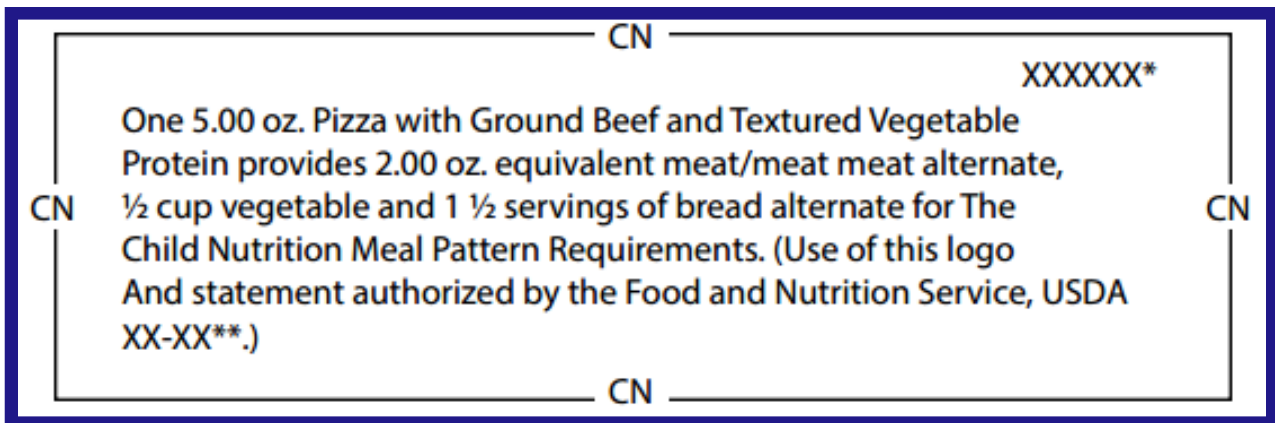 CN
XXXXXX*
One 5.00 oz. Pizza with Ground Beef and Textured Vegetable
Protein provides 2.00 oz. equivalent meat/meat meat alternate,
CN ½ cup vegetable and 1 ½ servings of bread alternate for The CN
Child Nutrition Meal Pattern Requirements. (Use of this logo
And statement authorized by the Food and Nutrition Service, USDA
XX-XX**.)
CN